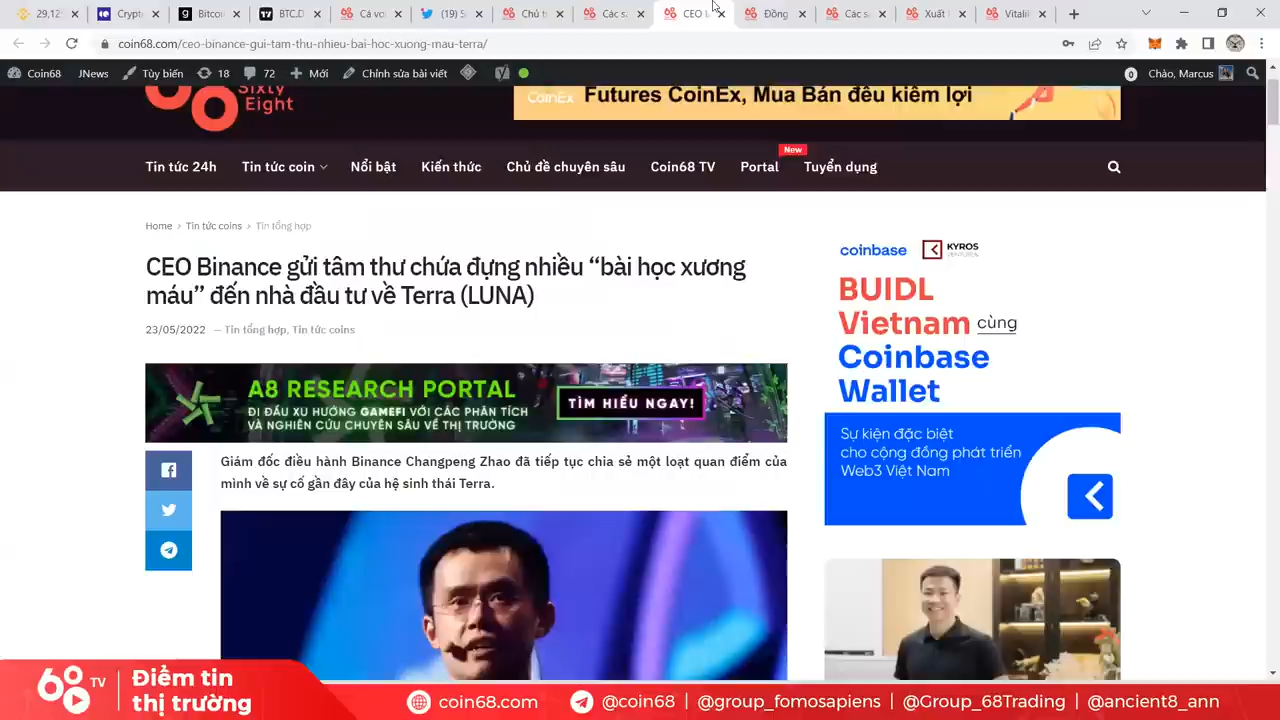 29,12
Crypt
Bitcoi
BTC.D
Cá vo
(19) S
Chủ t
Các s
CEO
Đồng
Các s
Xuất
Vitali
coin68.com/ceo-binance-gui-tam-thu-nhieu-bai-hoc-xuong-mau-terra/
Coin68 JNews Tùy biến 18 72 Mới Chỉnh sửa bài viết
0 Chào, Marcus
Sixty
Eight
CoinEx Futures CoinEx, Mua Bán đều kiếm lợi
New
Tin tức 24h Tin tức coin Nổi bật Kiến thức Chủ đề chuyên sâu Coin68 TV Portal Tuyển dụng
Home > Tin tức coins > Tin tổng hợp
CEO Binance gửi tâm thư chứa đựng nhiều “bài học xương
máu” đến nhà đầu tư về Terra (LUNA)
23/05/2022 — Tin tổng hợp, Tin tức coins
A8 RESEARCH PORTAL
ĐI ĐẦU XU HƯỚNG GAMEFI VỚI CÁC PHÂN TÍCH
VÀ NGHIÊN CỨU CHUYÊN SÂU VỀ THỊ TRƯỜNG
TÌM HIỂU NGAY!
Giám đốc điều hành Binance Changpeng Zhao đã tiếp tục chia sẻ một loạt quan điểm của
mình về sự cố gần đây của hệ sinh thái Terra.
coinbase KYROS
VENTURES
BUIDL
Vietnam cùng
Coinbase
Wallet
Sự kiện đặc biệt
cho cộng đồng phát triển
Web3 Việt Nam
68 TV
Điểm tin
thị trường
coin68.com @coin68 | @group_fomosapiens | @Group_68Trading | @ancient8_ann